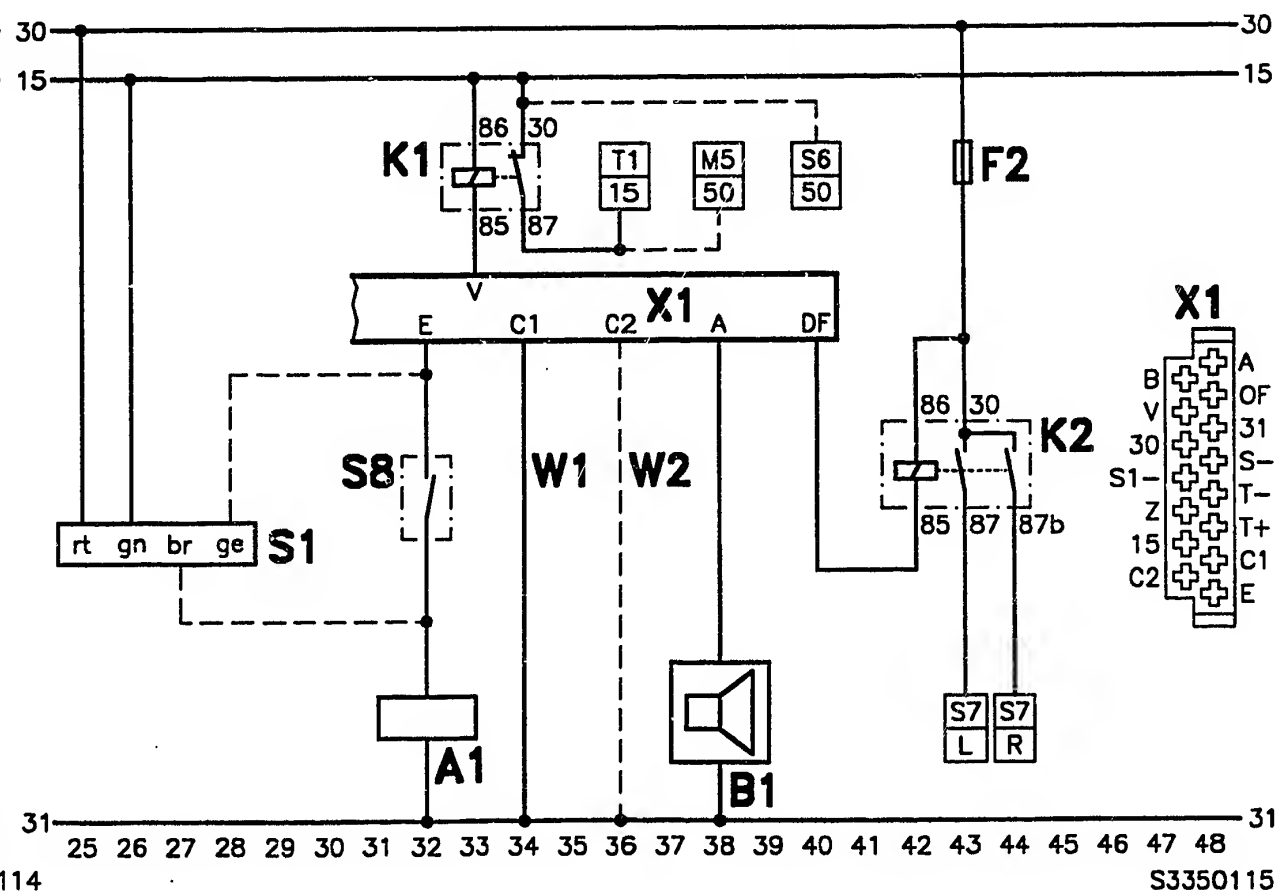 30 30
15 15
86 30
K1 T1 M5 S6 F2
15 50 50
85 87
V X1 X1
E C1 C2 A DF
B A
V OF
30 31
S1- S-
Z T-
15 T+
C2 C1
E
86 30
K2
85 87 87b
S8 W1 W2
rt gn br ge S1
S7 S7
L R
A1 B1
31 31
25 26 27 28 29 30 31 32 33 34 35 36 37 38 39 40 41 42 43 44 45 46 47 48
114 S3350115